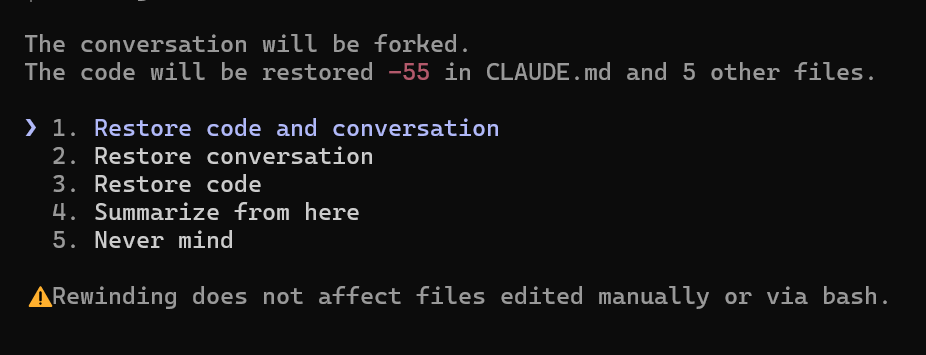 The conversation will be forked.
The code will be restored -55 in CLAUDE.md and 5 other files.
❯ 1. Restore code and conversation
2. Restore conversation
3. Restore code
4. Summarize from here
5. Never mind
⚠Rewinding does not affect files edited manually or via bash.